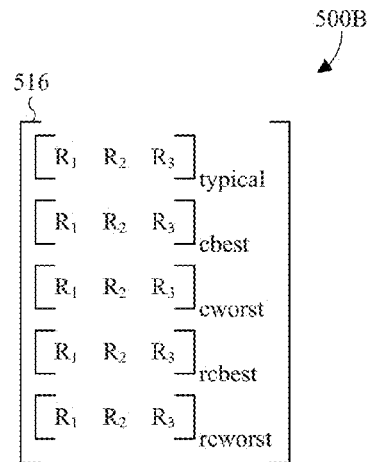 500B
516
R₁ R₂ R₃ typical
R₁ R₂ R₃ cbest
R₁ R₂ R₃ cworst
R₁ R₂ R₃ rcbest
R₁ R₂ R₃ rcworst